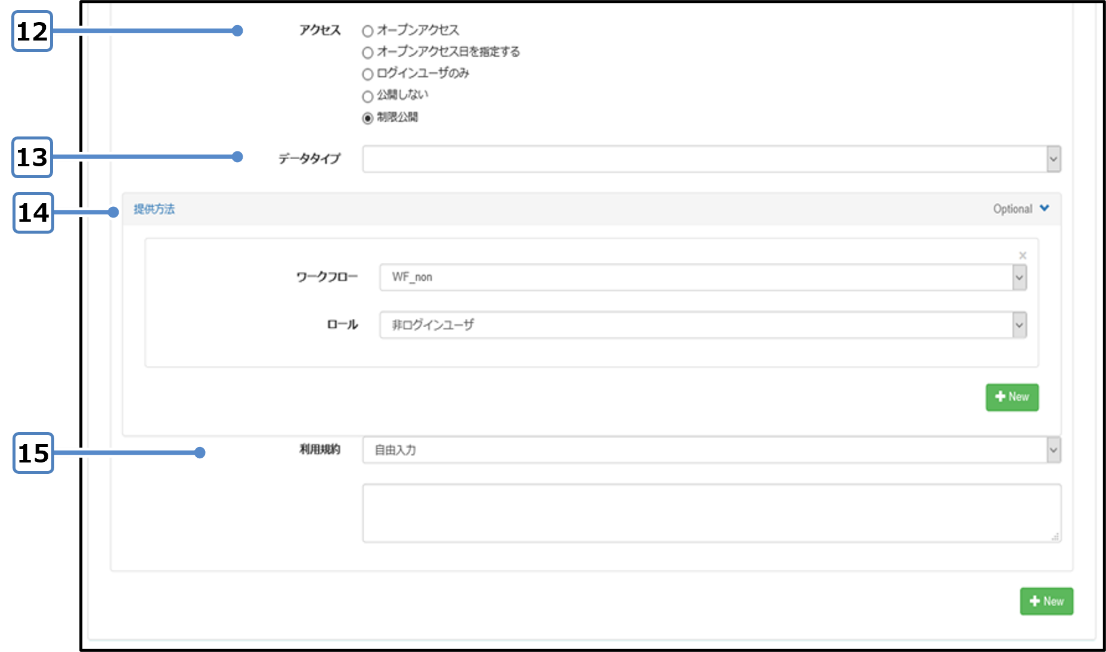 12
アクセス
オープンアクセス
オープンアクセス日を指定する
ログインユーザのみ
公開しない
制限公開
13
データタイプ
14
提供方法
Optional
×
ワークフロー
WF_non
ロール
非ログインユーザ
New
15
利用規約
自由入力
New